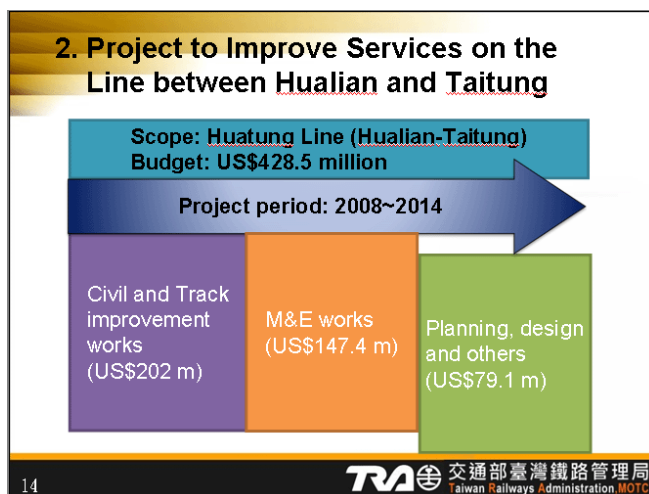 2. Project to Improve Services on the
Line between Hualian and Taitung
Scope: Huatung Line (Hualian-Taitung)
Budget: US$428.5 million
Project period: 2008~2014
Civil and Track
improvement
works
(US$202 m)
M&E works
(US$147.4 m)
Planning, design
and others
(US$79.1 m)
14
TRA 交通部臺灣鐵路管理局
Taiwan Railways Administration.MOTC